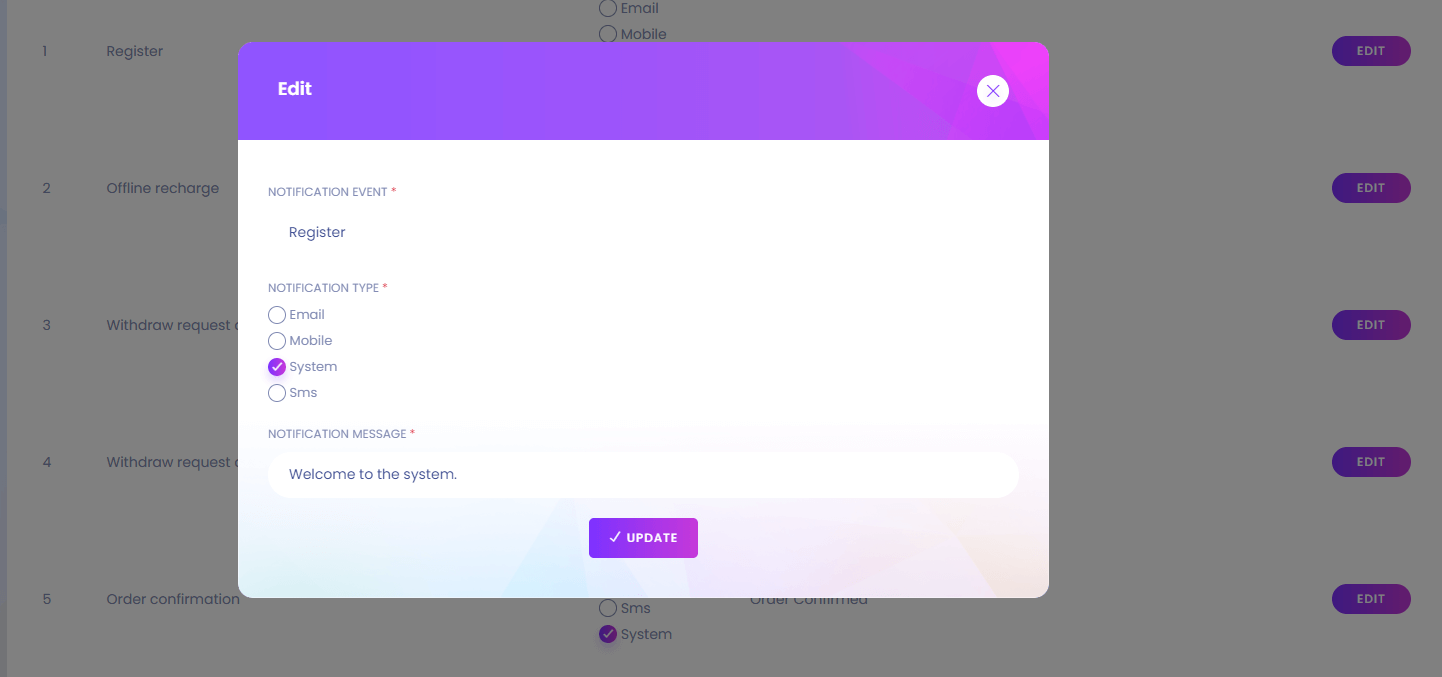 Email
Mobile
1 Register EDIT
Edit
NOTIFICATION EVENT *
2 Offline recharge EDIT
Register
NOTIFICATION TYPE *
Email
3 Withdraw request EDIT
Mobile
System
Sms
NOTIFICATION MESSAGE *
4 Withdraw request EDIT
Welcome to the system.
UPDATE
5 Order confirmation Order Confirmed EDIT
Sms
System